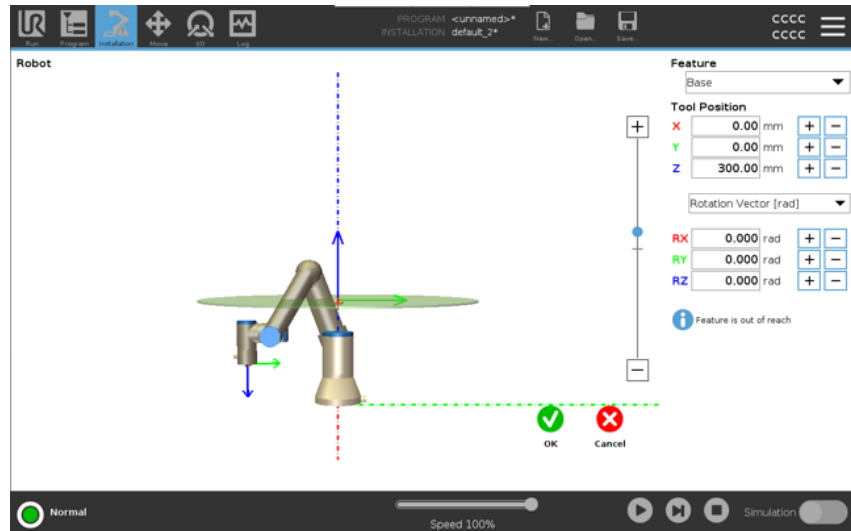 PROGRAM <unnamed>*
INSTALLATION default_2*
CCCC
CCCC
Run Program Installation Move I/O Log New... Open... Save...
Robot
Feature
Base
Tool Position
X 0.00 mm + −
Y 0.00 mm + −
Z 300.00 mm + −
Rotation Vector [rad]
RX 0.000 rad + −
RY 0.000 rad + −
RZ 0.000 rad + −
i Feature is out of reach
+
−
OK Cancel
Normal
Speed 100%
Simulation